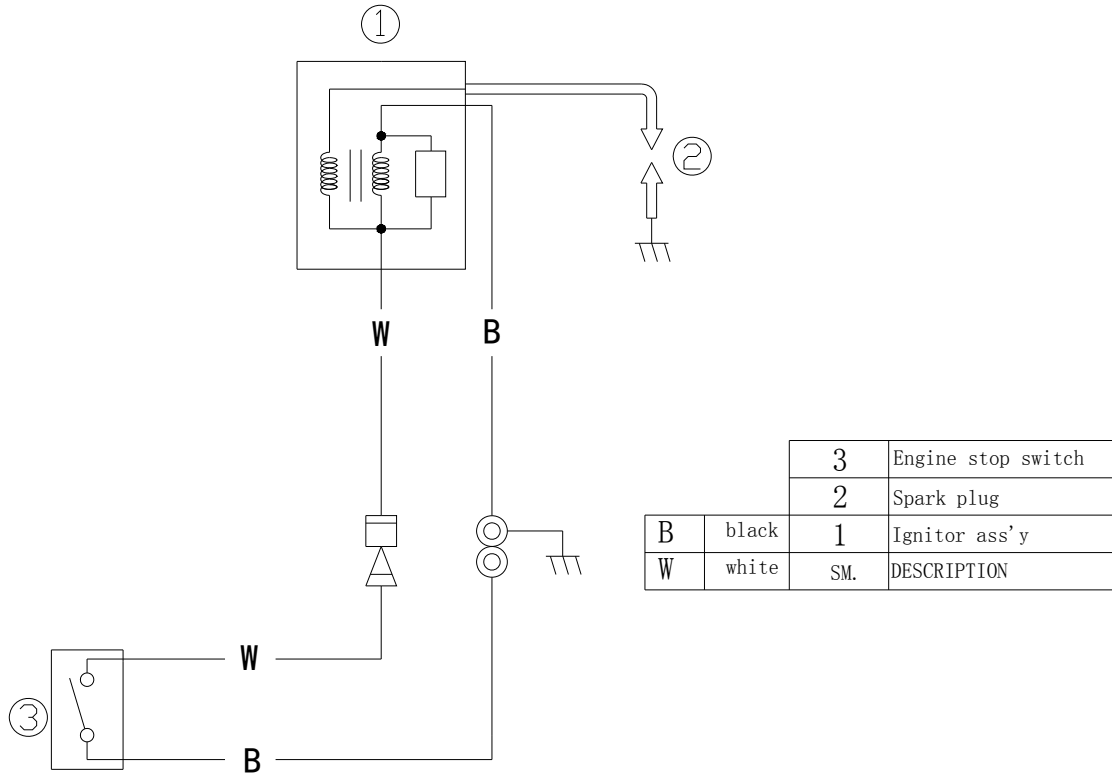 1
2
W
B
3 Engine stop switch
2 Spark plug
B black 1 Ignitor ass'y
W white SM. DESCRIPTION
W
3
B